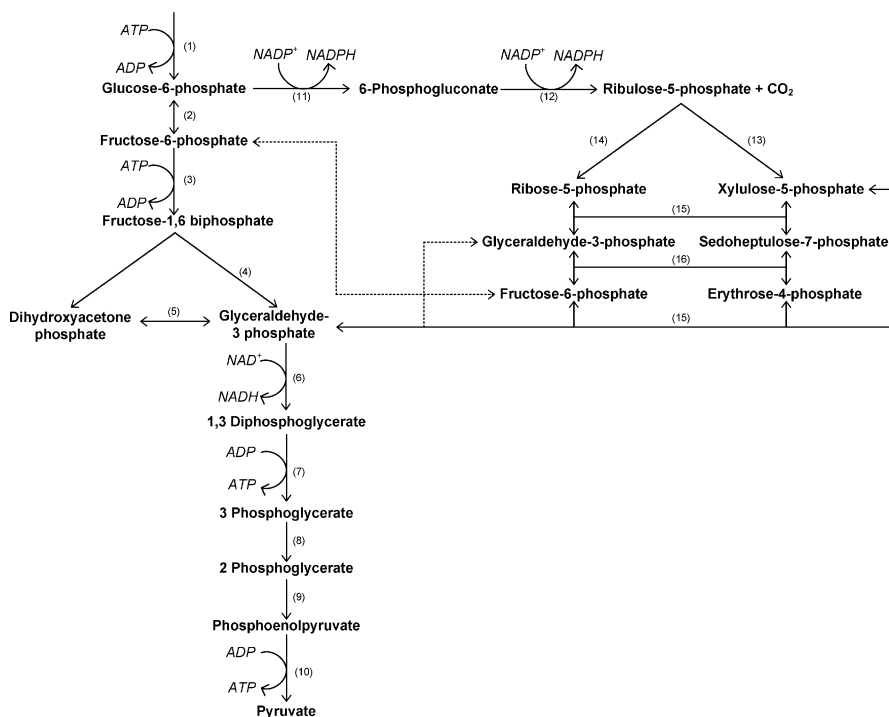 ATP
(1)
ADP
NADP+ NADPH
NADP+ NADPH
Glucose-6-phosphate
(11)
6-Phosphogluconate
(12)
Ribulose-5-phosphate + CO₂
(2)
Fructose-6-phosphate
(14)
(13)
ATP
(3)
ADP
Ribose-5-phosphate
Xylulose-5-phosphate
Fructose-1,6 biphosphate
(15)
Glyceraldehyde-3-phosphate
Sedoheptulose-7-phosphate
(4)
(16)
Fructose-6-phosphate
Erythrose-4-phosphate
Dihydroxyacetone
phosphate
(5)
Glyceraldehyde-
3 phosphate
(15)
NAD+
(6)
NADH
1,3 Diphosphoglycerate
ADP
(7)
ATP
3 Phosphoglycerate
(8)
2 Phosphoglycerate
(9)
Phosphoenolpyruvate
ADP
(10)
ATP
Pyruvate